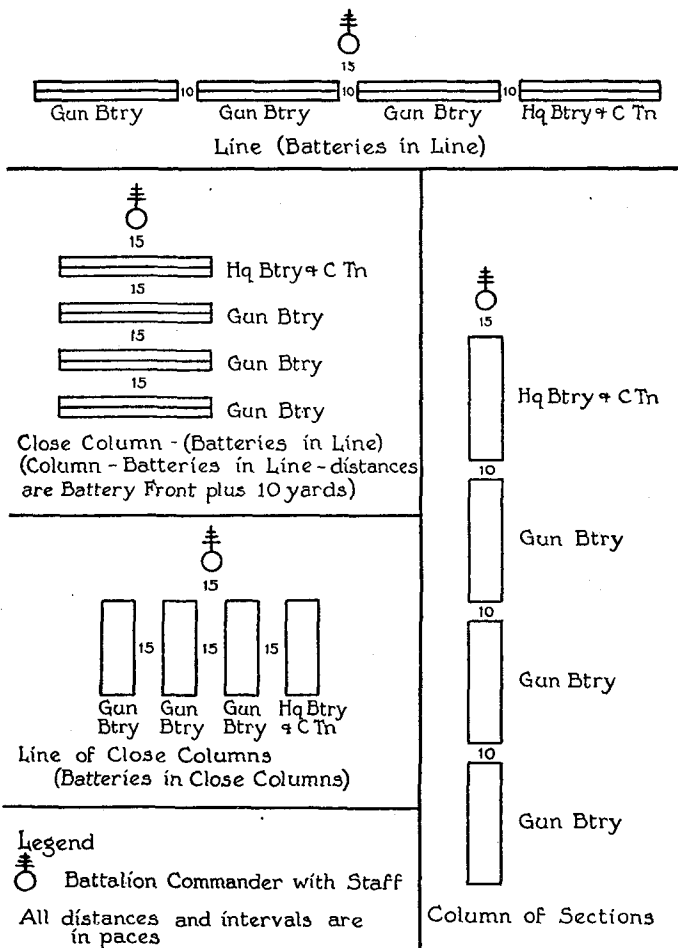 15
10 10 10
Gun Btry Gun Btry Gun Btry Hq Btry & C Tn
Line (Batteries in Line)
15
Hq Btry & C Tn
15
Gun Btry
15
Gun Btry
15
Gun Btry
Close Column - (Batteries in Line)
(Column - Batteries in Line - distances
are Battery Front plus 10 yards)
15
15 15 15
Gun Gun Gun Hq Btry
Btry Btry Btry & C Tn
Line of Close Columns
(Batteries in Close Columns)
Legend
Battalion Commander with Staff
All distances and intervals are
in paces
15
Hq Btry & C Tn
10
Gun Btry
10
Gun Btry
10
Gun Btry
Column of Sections